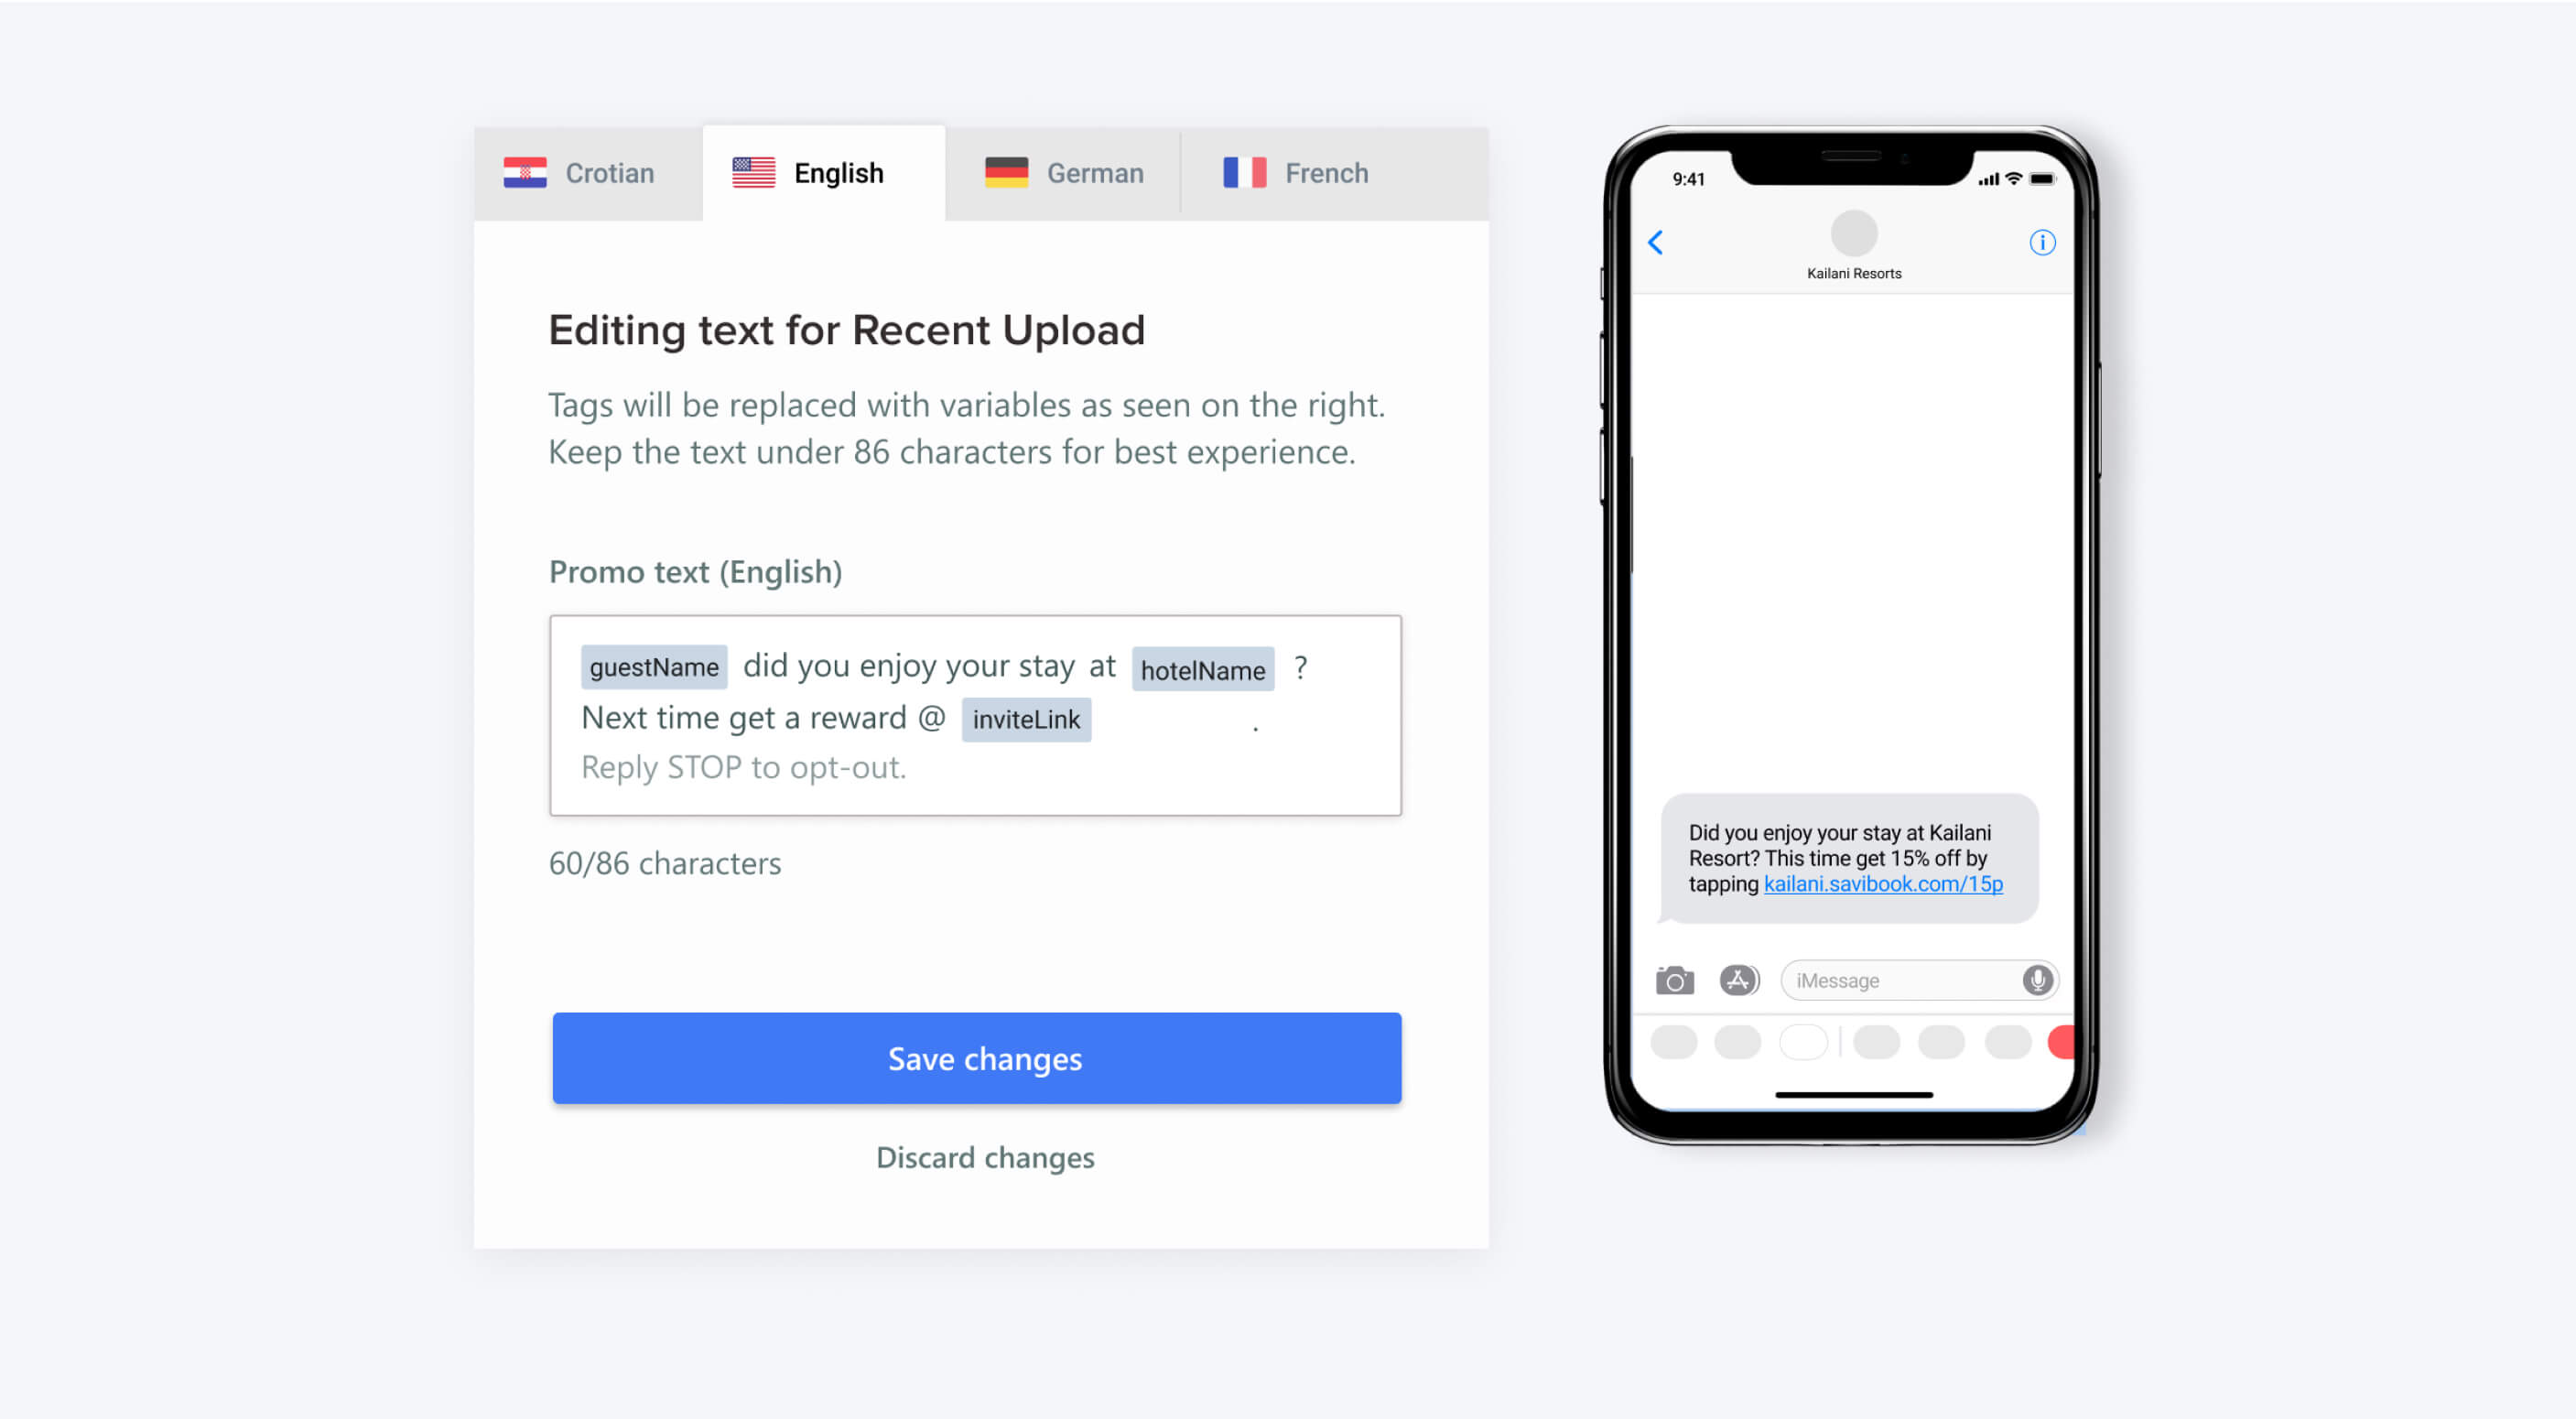 Crotian English German French
Editing text for Recent Upload
Tags will be replaced with variables as seen on the right.
Keep the text under 86 characters for best experience.
Promo text (English)
guestName did you enjoy your stay at hotelName ?
Next time get a reward @ inviteLink .
Reply STOP to opt-out.
60/86 characters
Save changes
Discard changes
9:41
Kailani Resorts
Did you enjoy your stay at Kailani
Resort? This time get 15% off by
tapping kailani.savibook.com/15p
iMessage